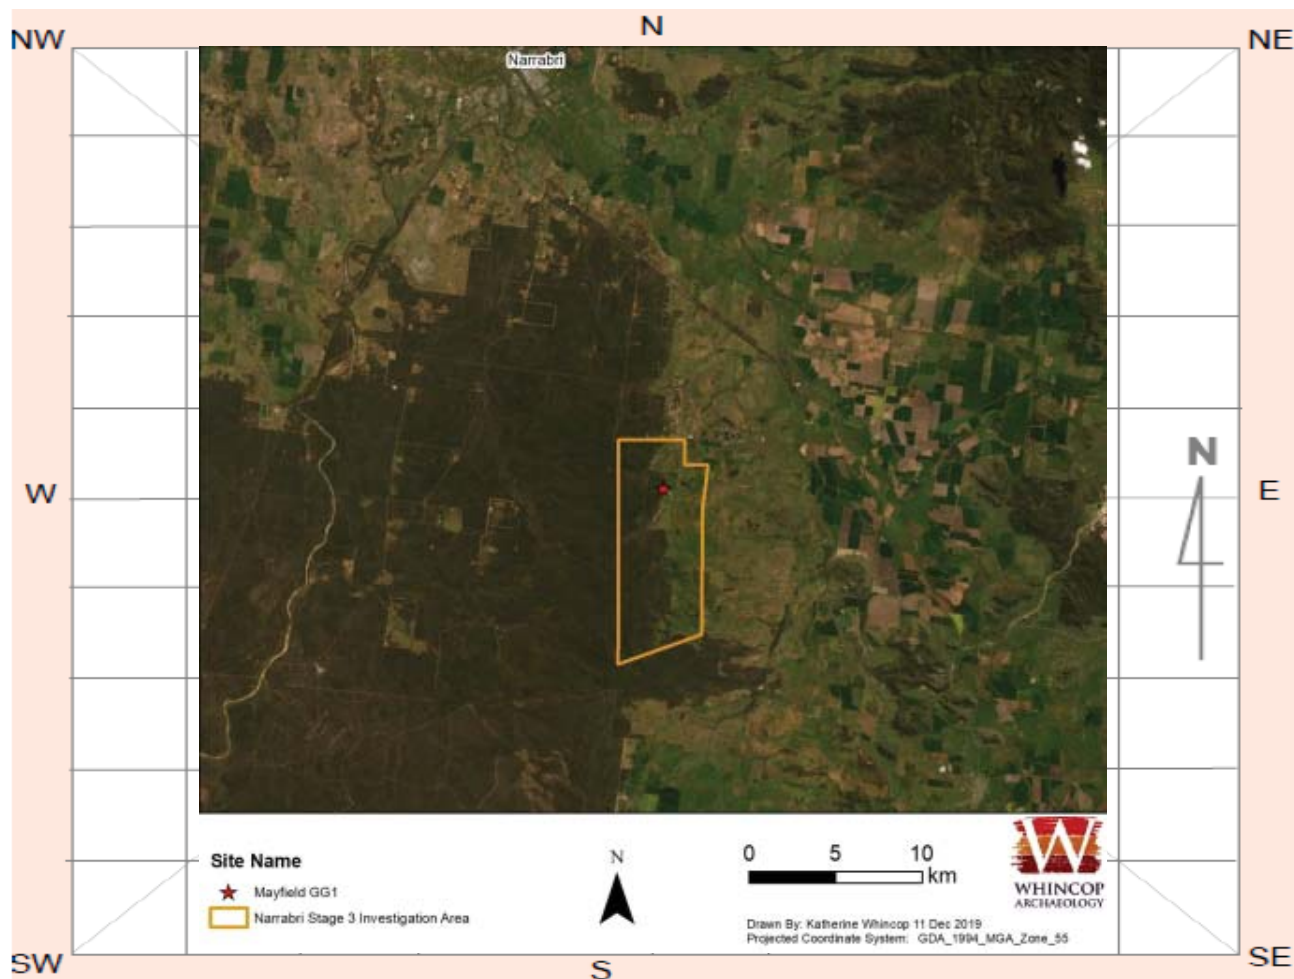 N
NW
NE
Narrabri
N
W
E
Site Name
Mayfield GG1
Narrabri Stage 3 Investigation Area
N
0 5 10
km
W
WHINCOP
ARCHAEOLOGY
Drawn By: Katherine Whincop 11 Dec 2019
Projected Coordinate System: GDA_1994_MGA_Zone_55
SW
S
SE